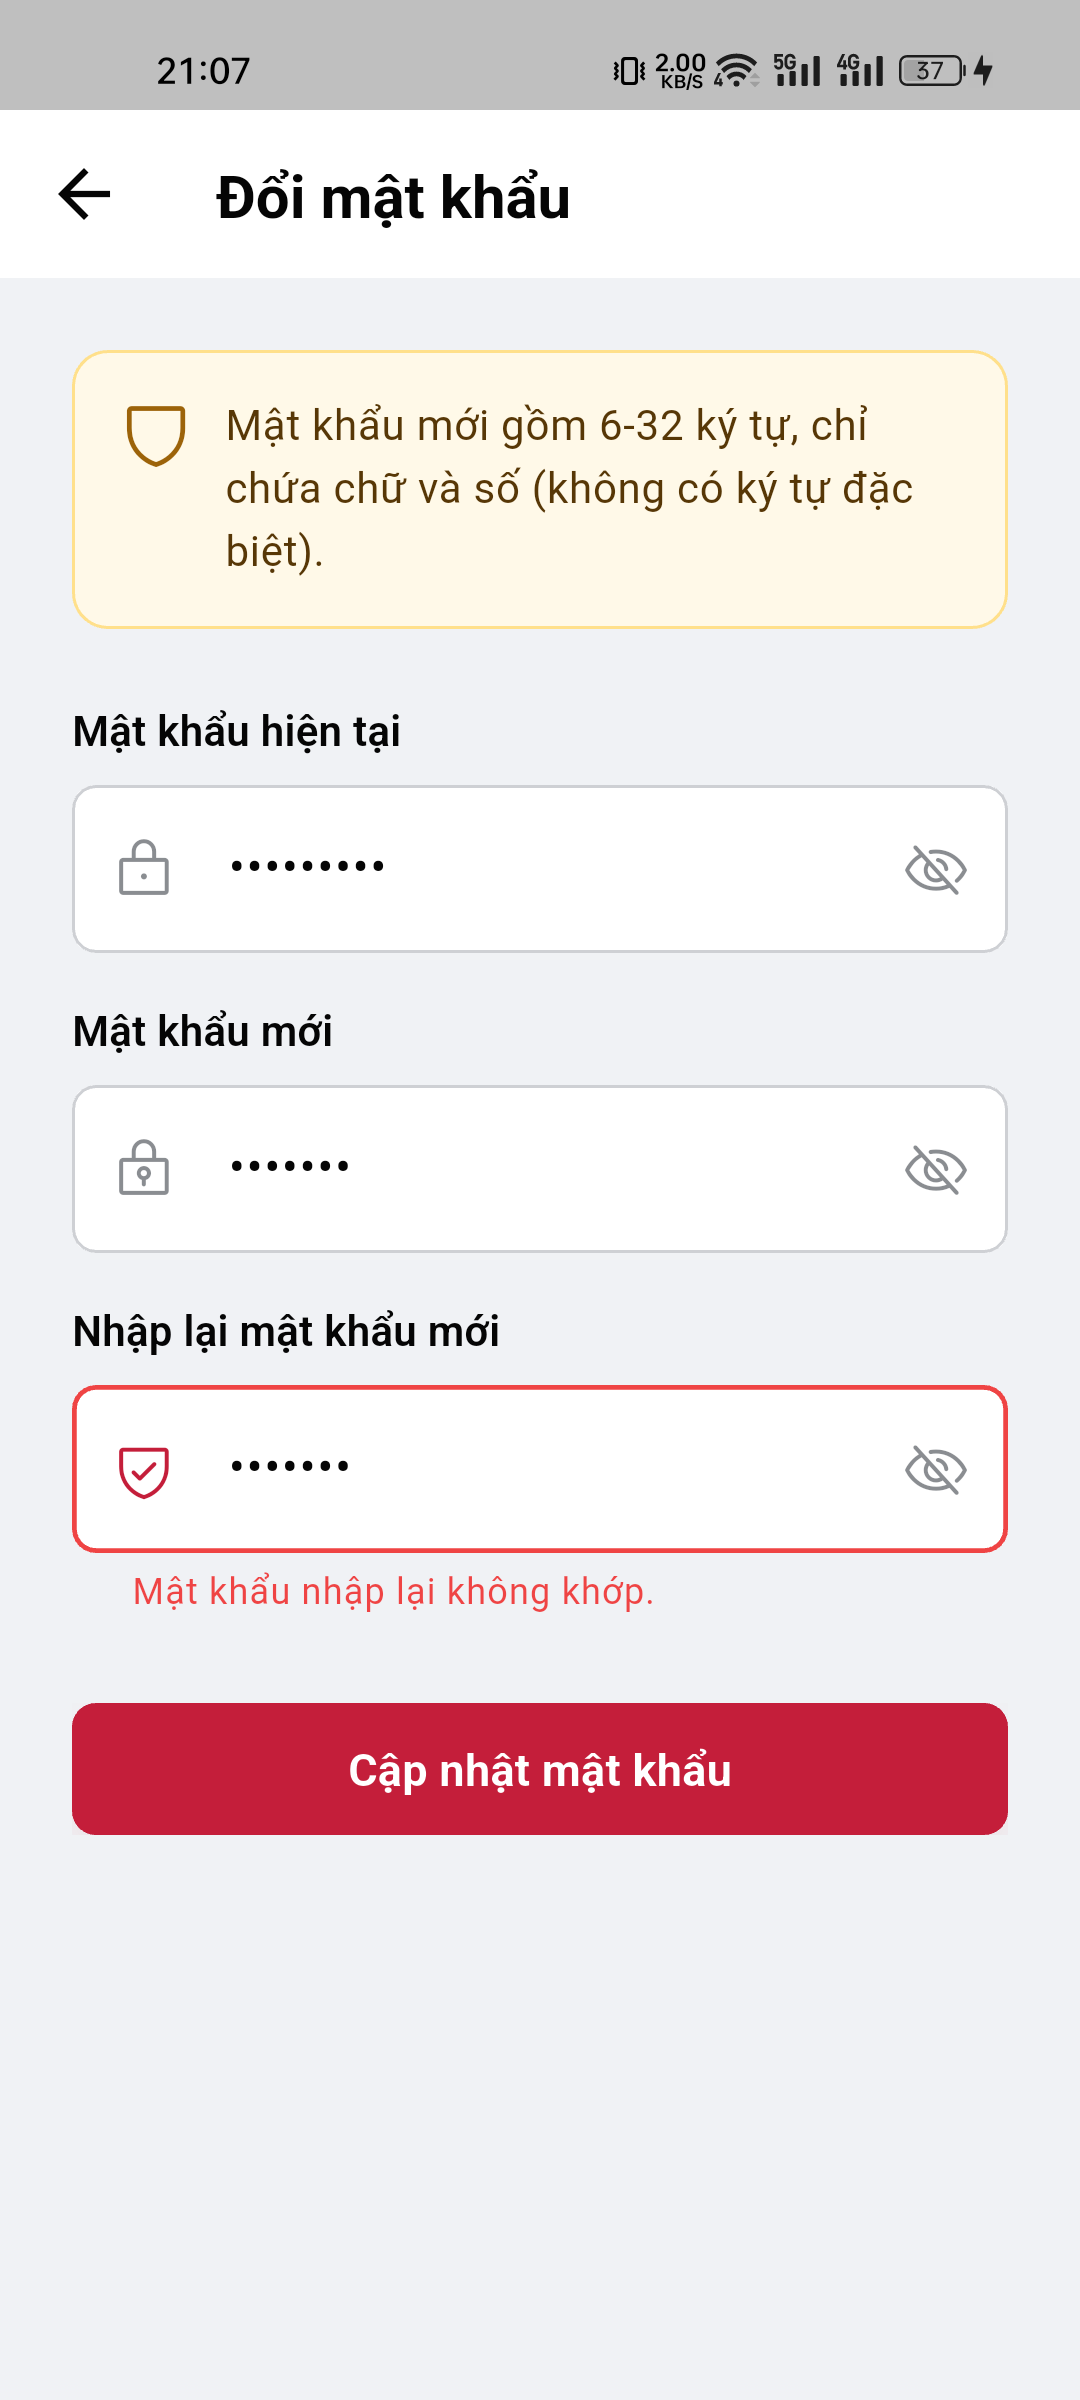 21:07
2.00 KB/S 4 5G 4G 37
Đổi mật khẩu
Mật khẩu mới gồm 6-32 ký tự, chỉ
chứa chữ và số (không có ký tự đặc
biệt).
Mật khẩu hiện tại
•••••••••
Mật khẩu mới
•••••••
Nhập lại mật khẩu mới
•••••••
Mật khẩu nhập lại không khớp.
Cập nhật mật khẩu